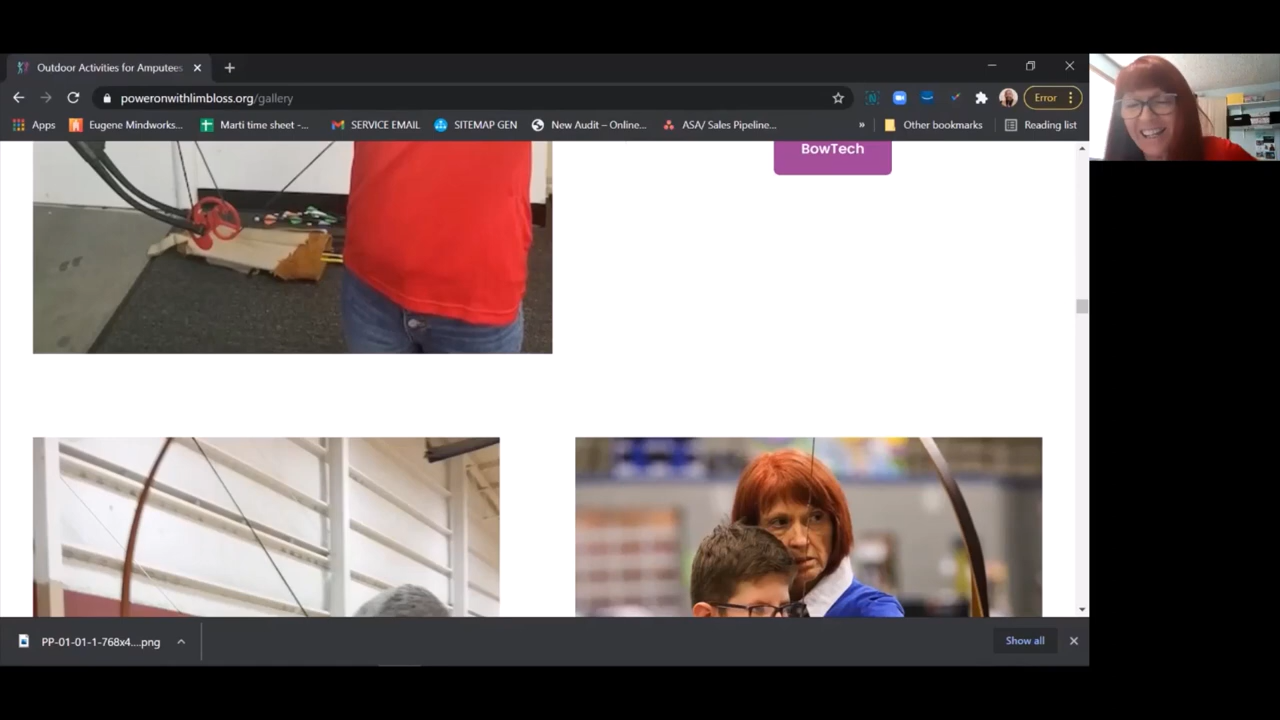 Outdoor Activities for Amputees
poweronwithlimbloss.org/gallery
Error
Apps
Eugene Mindworks...
Marti time sheet -...
SERVICE EMAIL
SITEMAP GEN
New Audit – Online...
ASA/ Sales Pipeline...
»
Other bookmarks
Reading list
BowTech
PP-01-01-1-768x4....png
Show all